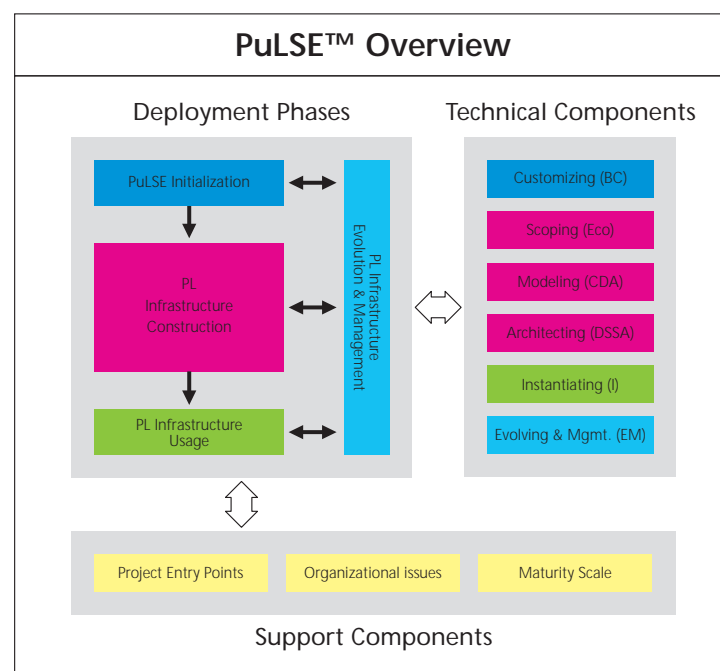 PuLSE™ Overview
Deployment Phases
PuLSE Initialization
PL
Infrastructure
Construction
PL Infrastructure
Usage
PL Infrastructure
Evolution & Management
Technical Components
Customizing (BC)
Scoping (Eco)
Modeling (CDA)
Architecting (DSSA)
Instantiating (I)
Evolving & Mgmt. (EM)
Project Entry Points
Organizational issues
Maturity Scale
Support Components